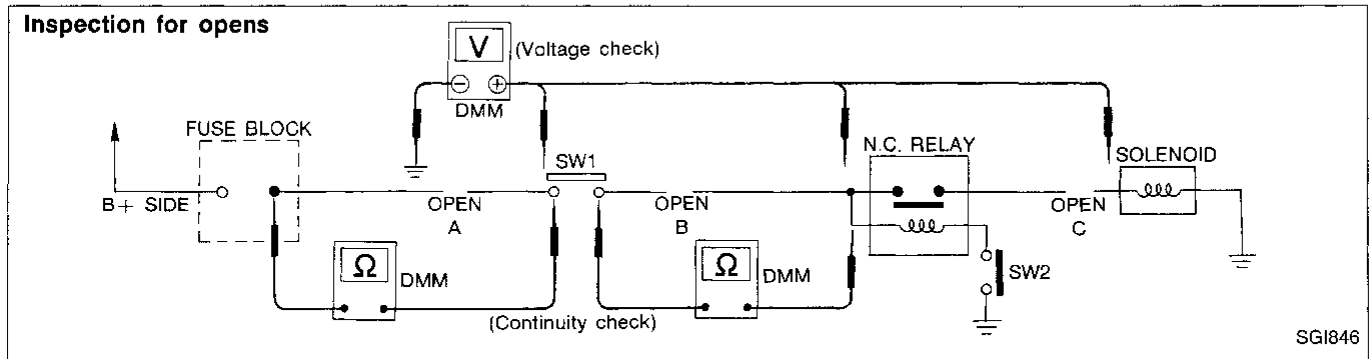 Inspection for opens
V (Voltage check)
− +
DMM
FUSE BLOCK
N.C. RELAY
SOLENOID
SW1
B+ SIDE
OPEN
A
OPEN
B
OPEN
C
Ω DMM
Ω DMM
SW2
(Continuity check)
SGI846